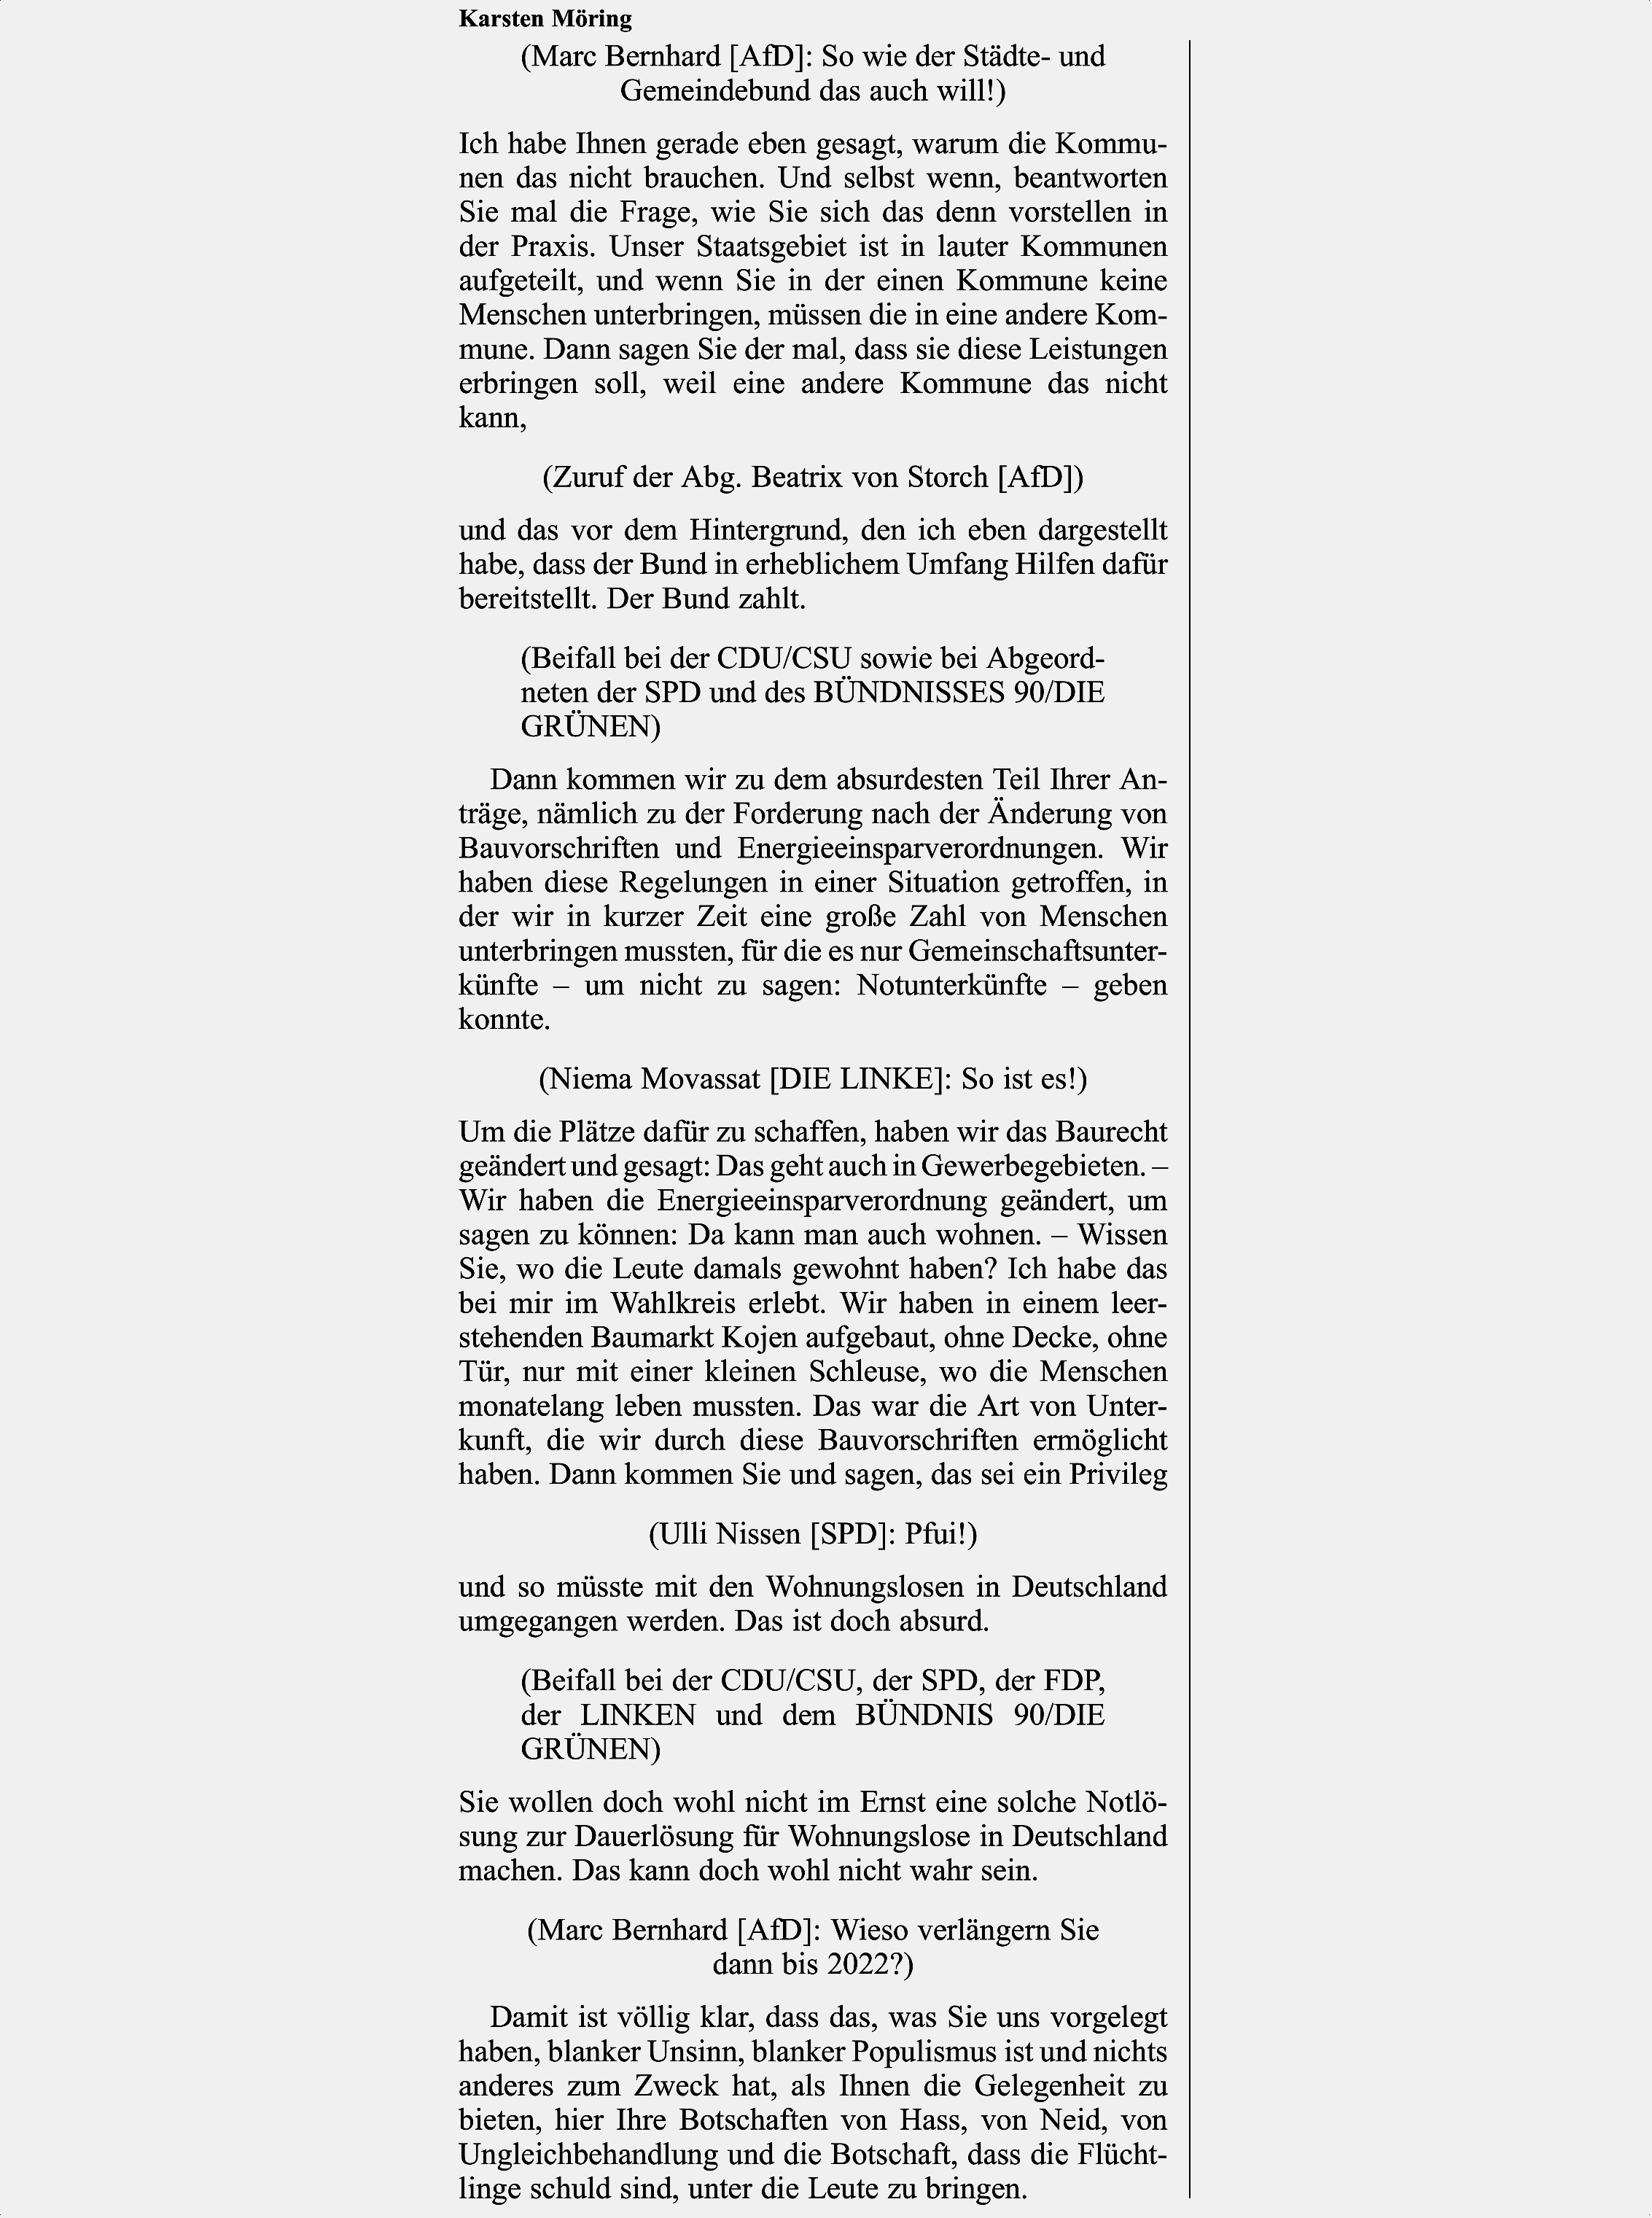 Karsten Möring
(Marc Bernhard [AfD]: So wie der Städte- und
Gemeindebund das auch will!)
Ich habe Ihnen gerade eben gesagt, warum die Kommu-
nen das nicht brauchen. Und selbst wenn, beantworten
Sie mal die Frage, wie Sie sich das denn vorstellen in
der Praxis. Unser Staatsgebiet ist in lauter Kommunen
aufgeteilt, und wenn Sie in der einen Kommune keine
Menschen unterbringen, müssen die in eine andere Kom-
mune. Dann sagen Sie der mal, dass sie diese Leistungen
erbringen soll, weil eine andere Kommune das nicht
kann,
(Zuruf der Abg. Beatrix von Storch [AfD])
und das vor dem Hintergrund, den ich eben dargestellt
habe, dass der Bund in erheblichem Umfang Hilfen dafür
bereitstellt. Der Bund zahlt.
(Beifall bei der CDU/CSU sowie bei Abgeord-
neten der SPD und des BÜNDNISSES 90/DIE
GRÜNEN)
Dann kommen wir zu dem absurdesten Teil Ihrer An-
träge, nämlich zu der Forderung nach der Änderung von
Bauvorschriften und Energieeinsparverordnungen. Wir
haben diese Regelungen in einer Situation getroffen, in
der wir in kurzer Zeit eine große Zahl von Menschen
unterbringen mussten, für die es nur Gemeinschaftsunter-
künfte – um nicht zu sagen: Notunterkünfte – geben
konnte.
(Niema Movassat [DIE LINKE]: So ist es!)
Um die Plätze dafür zu schaffen, haben wir das Baurecht
geändert und gesagt: Das geht auch in Gewerbegebieten. –
Wir haben die Energieeinsparverordnung geändert, um
sagen zu können: Da kann man auch wohnen. – Wissen
Sie, wo die Leute damals gewohnt haben? Ich habe das
bei mir im Wahlkreis erlebt. Wir haben in einem leer-
stehenden Baumarkt Kojen aufgebaut, ohne Decke, ohne
Tür, nur mit einer kleinen Schleuse, wo die Menschen
monatelang leben mussten. Das war die Art von Unter-
kunft, die wir durch diese Bauvorschriften ermöglicht
haben. Dann kommen Sie und sagen, das sei ein Privileg
(Ulli Nissen [SPD]: Pfui!)
und so müsste mit den Wohnungslosen in Deutschland
umgegangen werden. Das ist doch absurd.
(Beifall bei der CDU/CSU, der SPD, der FDP,
der LINKEN und dem BÜNDNIS 90/DIE
GRÜNEN)
Sie wollen doch wohl nicht im Ernst eine solche Notlö-
sung zur Dauerlösung für Wohnungslose in Deutschland
machen. Das kann doch wohl nicht wahr sein.
(Marc Bernhard [AfD]: Wieso verlängern Sie
dann bis 2022?)
Damit ist völlig klar, dass das, was Sie uns vorgelegt
haben, blanker Unsinn, blanker Populismus ist und nichts
anderes zum Zweck hat, als Ihnen die Gelegenheit zu
bieten, hier Ihre Botschaften von Hass, von Neid, von
Ungleichbehandlung und die Botschaft, dass die Flücht-
linge schuld sind, unter die Leute zu bringen.